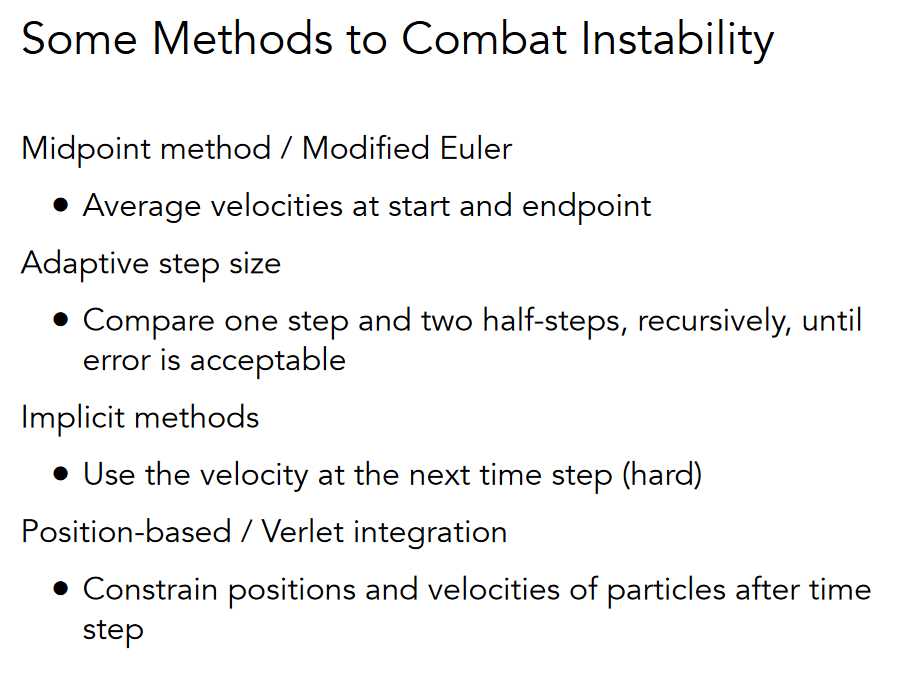 Some Methods to Combat Instability
Midpoint method / Modified Euler
● Average velocities at start and endpoint
Adaptive step size
● Compare one step and two half-steps, recursively, until
error is acceptable
Implicit methods
● Use the velocity at the next time step (hard)
Position-based / Verlet integration
● Constrain positions and velocities of particles after time
step